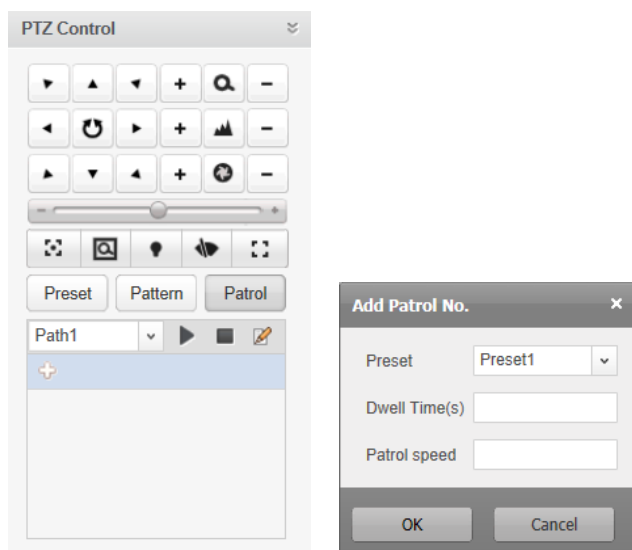 PTZ Control
Preset Pattern Patrol
Path1
Add Patrol No.
Preset Preset1
Dwell Time(s)
Patrol speed
OK Cancel